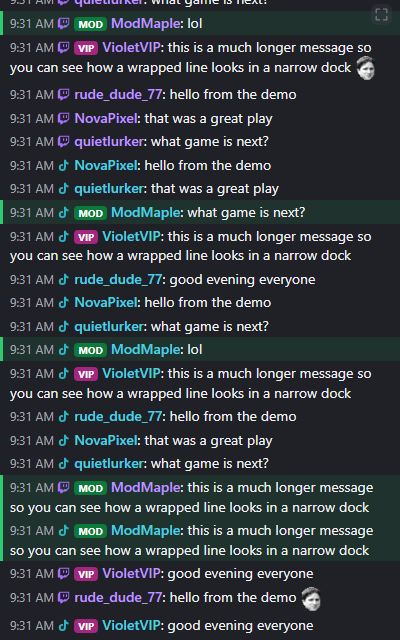 9:31 AM quietlurker: what game is next?
9:31 AM MOD ModMaple: lol
9:31 AM VIP VioletVIP: this is a much longer message so
you can see how a wrapped line looks in a narrow dock
9:31 AM rude_dude_77: hello from the demo
9:31 AM NovaPixel: that was a great play
9:31 AM quietlurker: what game is next?
9:31 AM NovaPixel: hello from the demo
9:31 AM quietlurker: that was a great play
9:31 AM MOD ModMaple: what game is next?
9:31 AM VIP VioletVIP: this is a much longer message so
you can see how a wrapped line looks in a narrow dock
9:31 AM rude_dude_77: good evening everyone
9:31 AM NovaPixel: hello from the demo
9:31 AM quietlurker: what game is next?
9:31 AM MOD ModMaple: lol
9:31 AM VIP VioletVIP: this is a much longer message so
you can see how a wrapped line looks in a narrow dock
9:31 AM rude_dude_77: hello from the demo
9:31 AM NovaPixel: that was a great play
9:31 AM quietlurker: what game is next?
9:31 AM MOD ModMaple: this is a much longer message
so you can see how a wrapped line looks in a narrow dock
9:31 AM MOD ModMaple: this is a much longer message
so you can see how a wrapped line looks in a narrow dock
9:31 AM VIP VioletVIP: good evening everyone
9:31 AM rude_dude_77: hello from the demo
9:31 AM VIP VioletVIP: good evening everyone